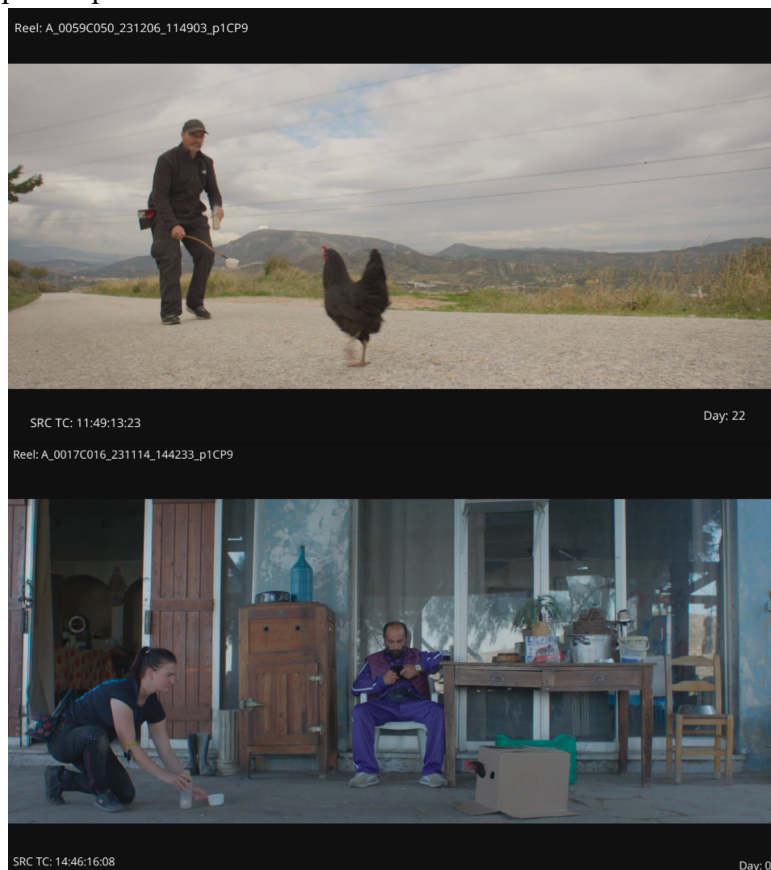 Reel: A_0059C050_231206_114903_p1CP9
SRC TC: 11:49:13:23
Day: 22
Reel: A_0017C016_231114_144233_p1CP9
SRC TC: 14:46:16:08
Day: 0